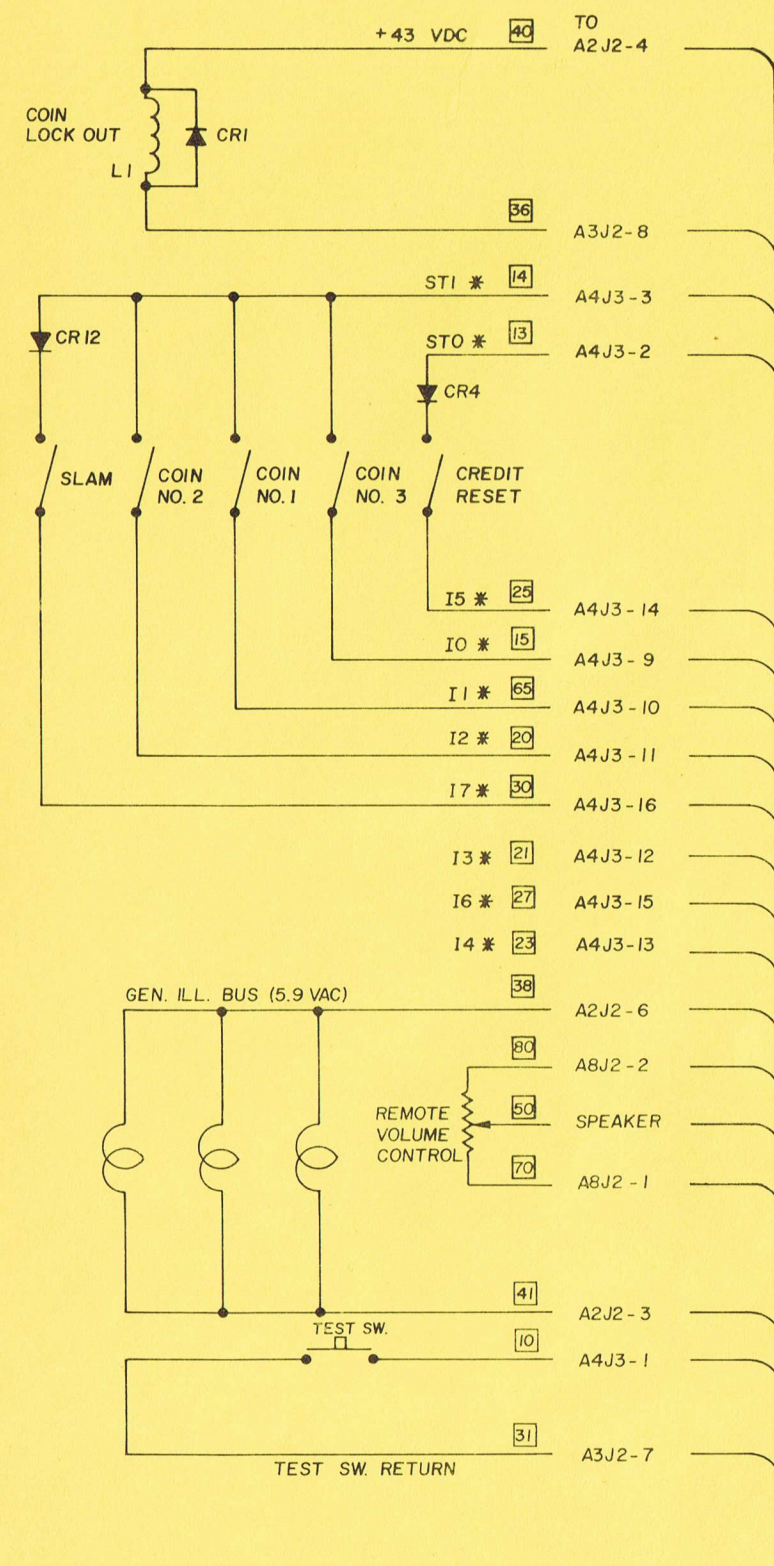 TO
+43 VDC 40 A2J2-4
COIN
LOCK OUT
CR1
L1
36 A3J2-8
ST1 * 14 A4J3-3
ST0 * 13 A4J3-2
CR12
CR4
SLAM
COIN
NO. 2
COIN
NO. 1
COIN
NO. 3
CREDIT
RESET
I5 * 25 A4J3-14
I0 * 15 A4J3-9
I1 * 65 A4J3-10
I2 * 20 A4J3-11
I7 * 30 A4J3-16
I3 * 21 A4J3-12
I6 * 27 A4J3-15
I4 * 23 A4J3-13
GEN. ILL. BUS (5.9 VAC) 38 A2J2-6
80 A8J2-2
REMOTE
VOLUME
CONTROL
50 SPEAKER
70 A8J2-1
41 A2J2-3
TEST SW.
10 A4J3-1
31 A3J2-7
TEST SW. RETURN